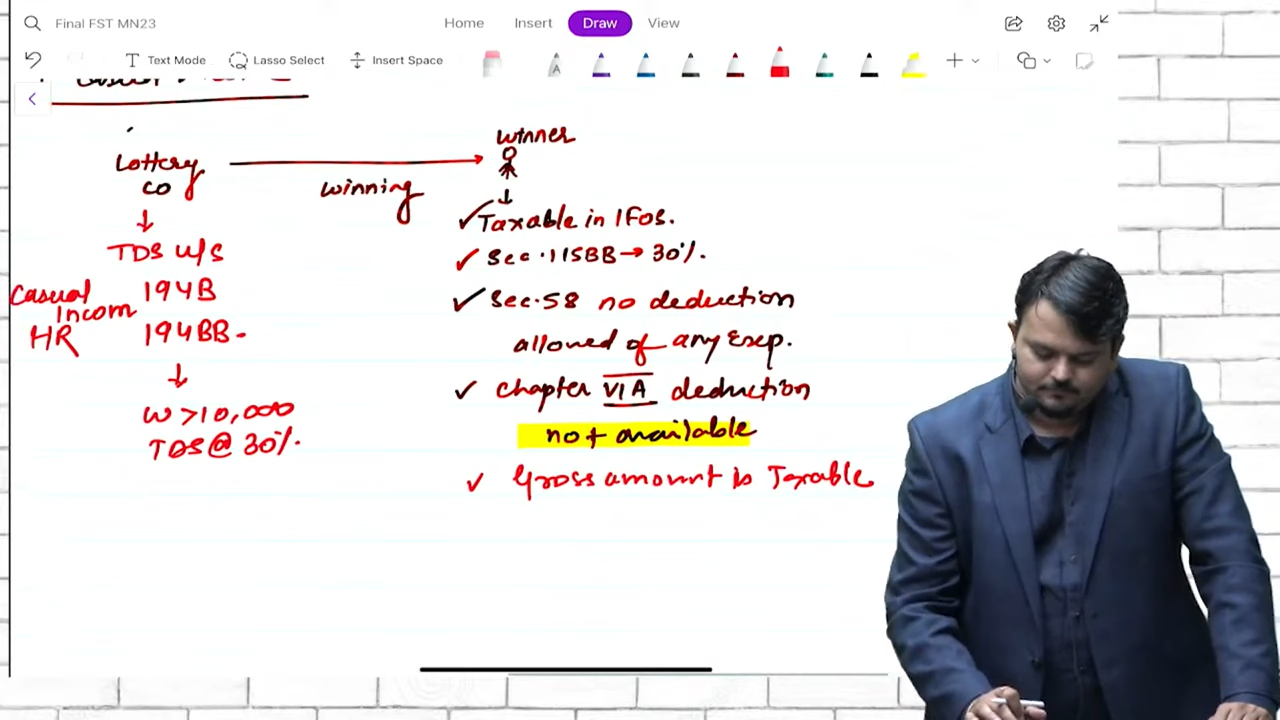 Final FST MN23
Home Insert Draw View
Text Mode Lasso Select Insert Space
Lottery
co
winning
winner
TDS u/s
Casual
Incom
HR
194B
194BB
W >10,000
TDS@ 30%.
Taxable in IFOS.
Sec.115BB→30%.
Sec.58 no deduction
allowed of any Exp.
Chapter VIA deduction
not available
Gross amount is Taxable